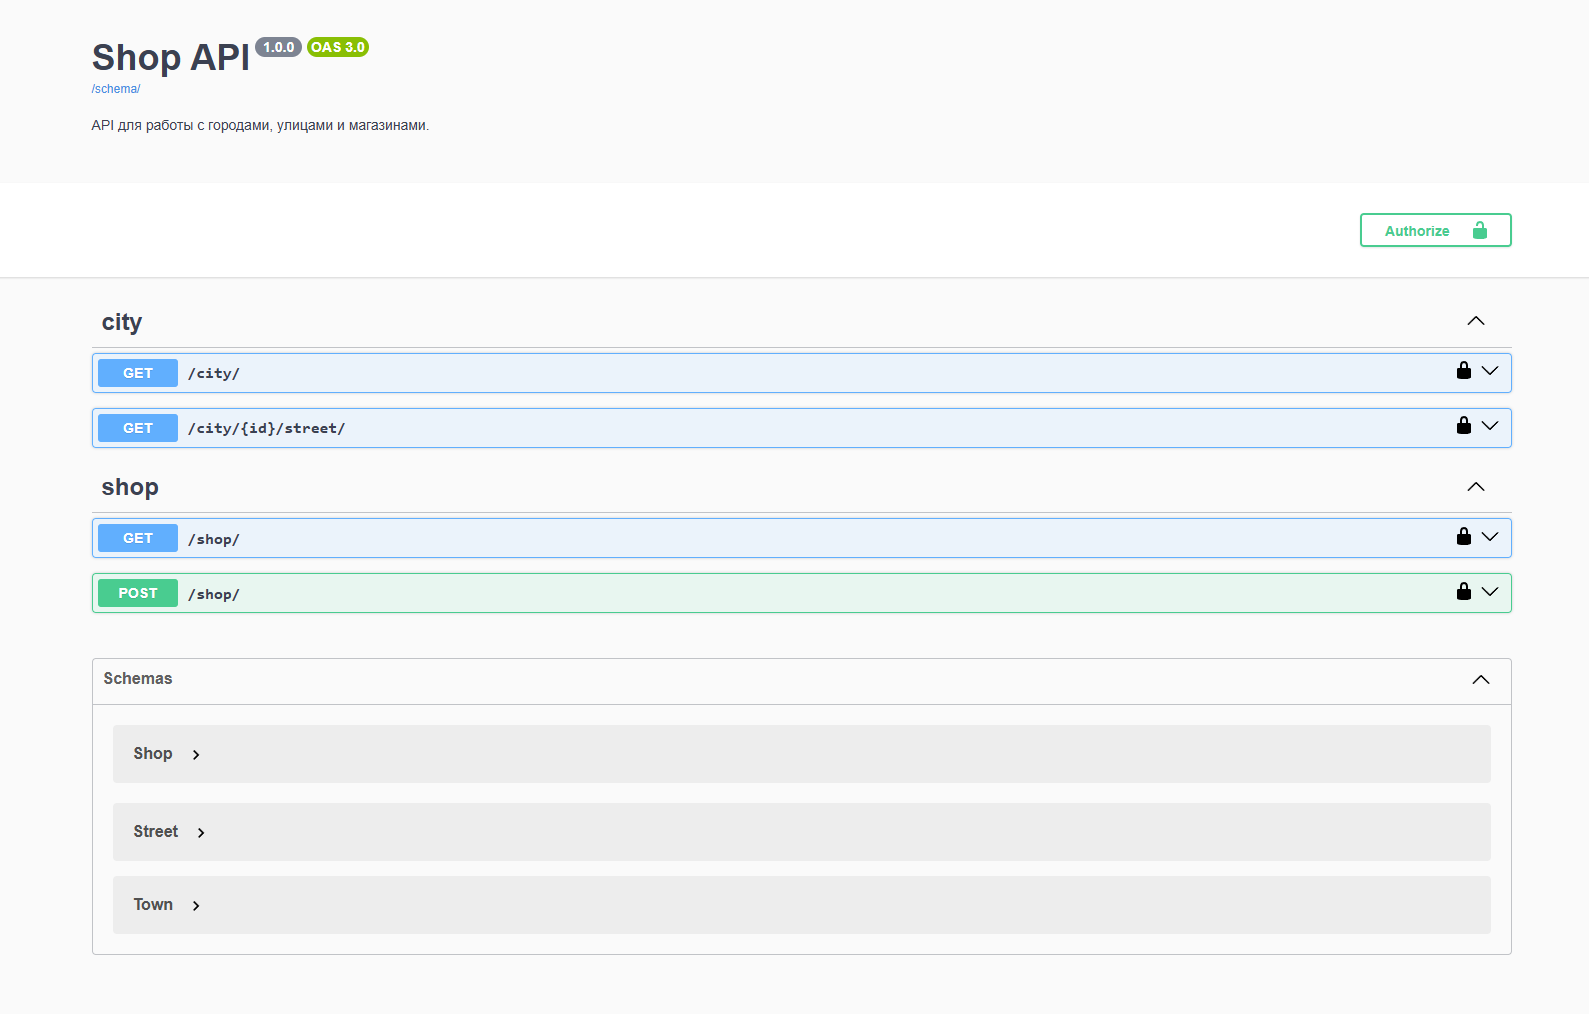 Shop API 1.0.0 OAS 3.0
/schema/
API для работы с городами, улицами и магазинами.
Authorize
city
GET /city/
GET /city/{id}/street/
shop
GET /shop/
POST /shop/
Schemas
Shop
Street
Town